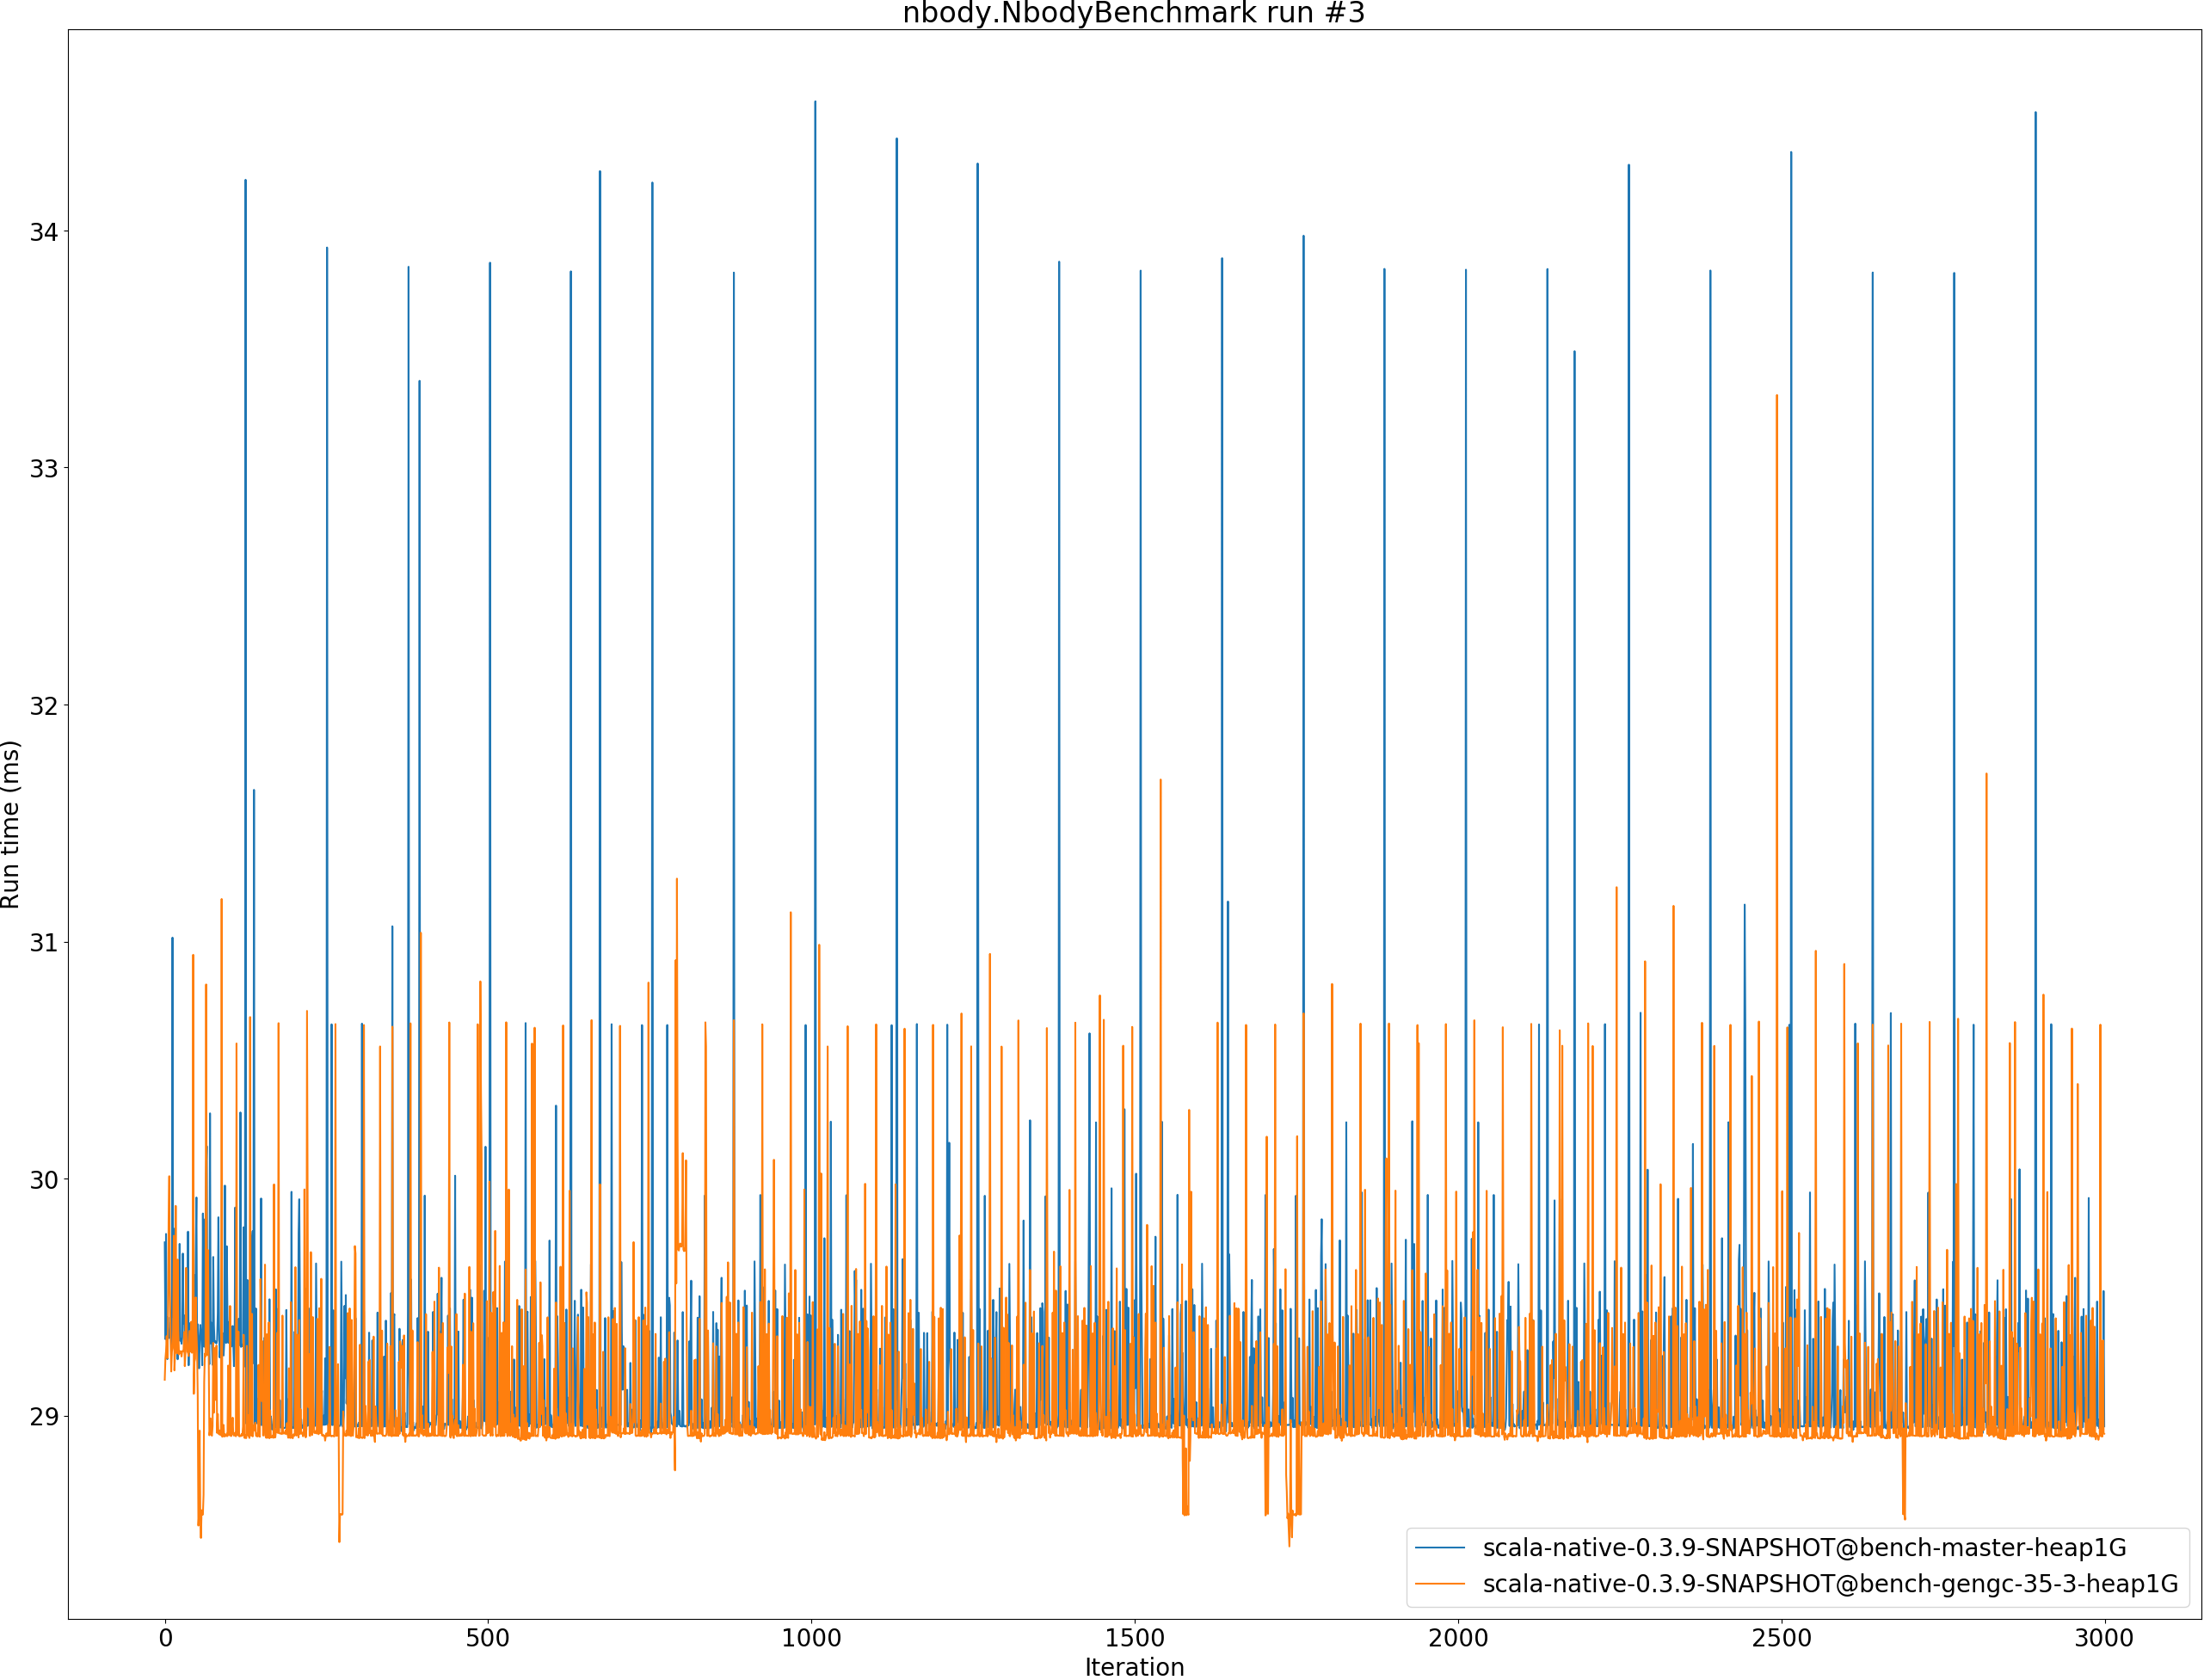 nbody.NbodyBenchmark run #3
Run time (ms)
34
33
32
31
30
29
0
500
1000
1500
2000
2500
3000
Iteration
scala-native-0.3.9-SNAPSHOT@bench-master-heap1G
scala-native-0.3.9-SNAPSHOT@bench-gengc-35-3-heap1G